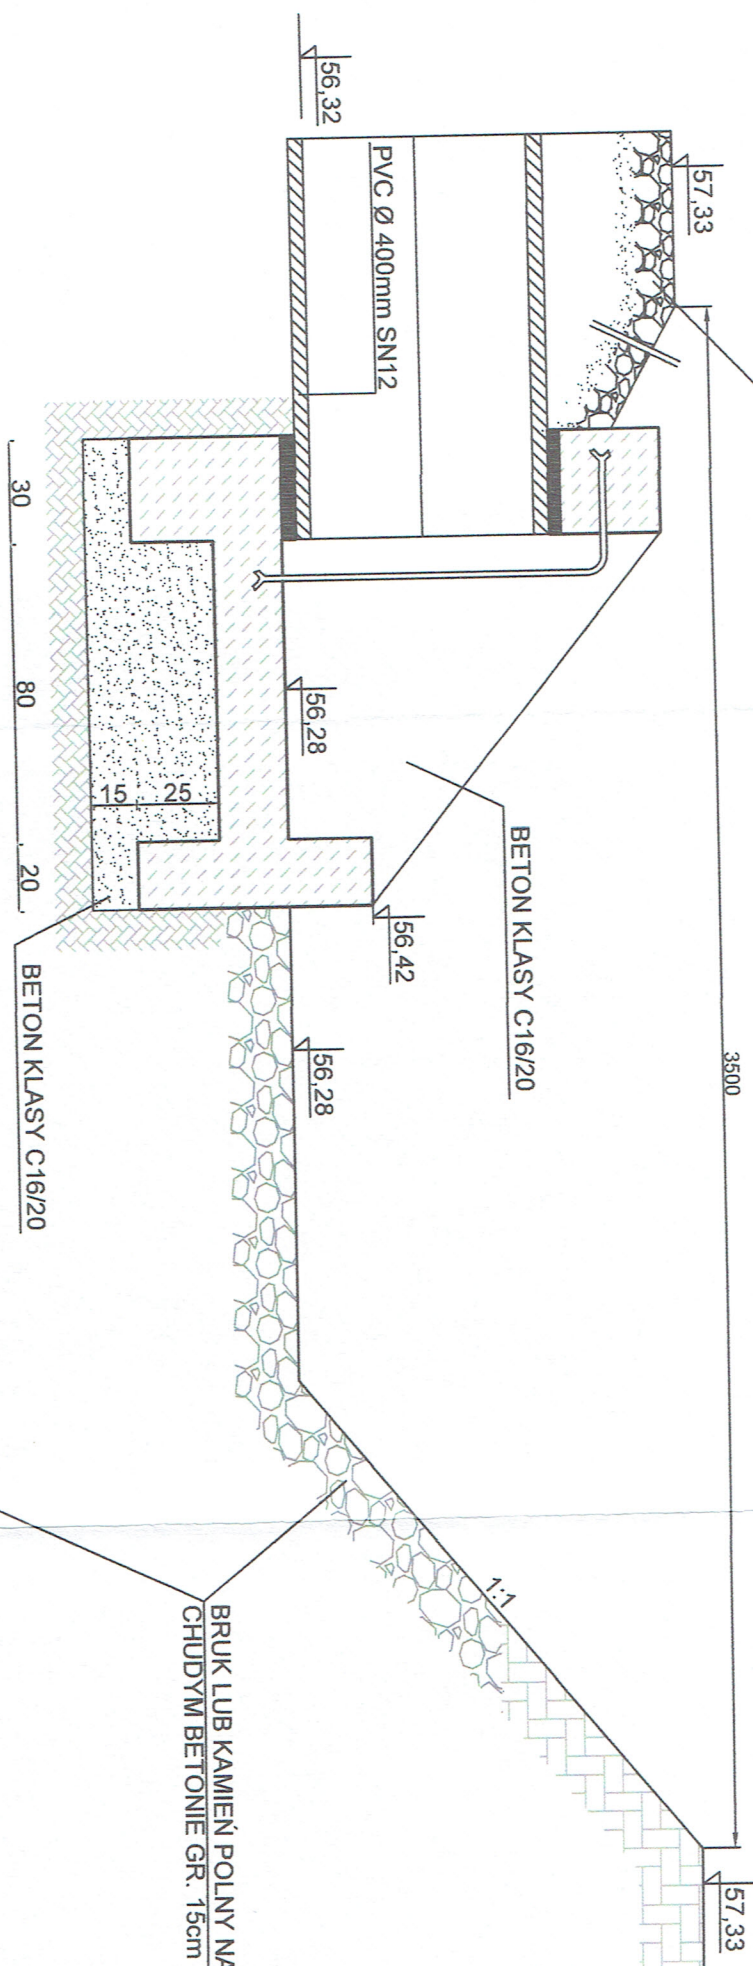 57,33
56,32
PVC Ø 400mm SN12
3500
56,28
BETON KLASY C16/20
56,42
56,28
1:1
57,33
15
25
30
80
20
BETON KLASY C16/20
BRUK LUB KAMIEŃ POLNY NA
CHUDYM BETONIE GR. 15cm